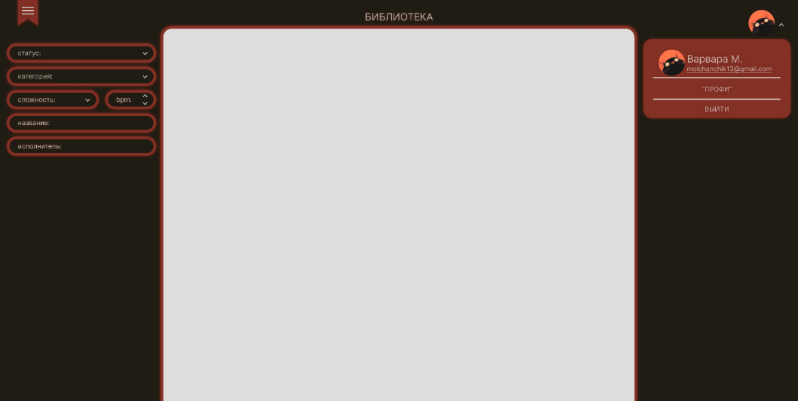 БИБЛИОТЕКА
статус:
категория:
сложность:
bpm:
название:
исполнитель:
Варвара М.
molchanchik13@gmail.com
"ПРОФИ"
ВЫЙТИ